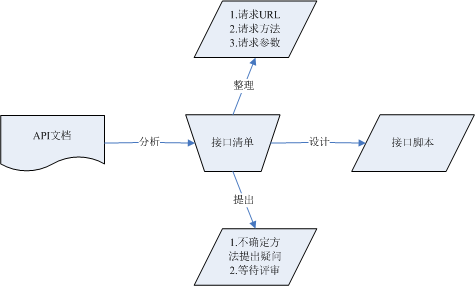 1.请求URL
2.请求方法
3.请求参数
整理
API文档
分析
接口清单
设计
接口脚本
提出
1.不确定方
法提出疑问
2.等待评审